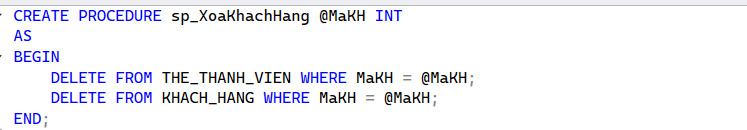 CREATE PROCEDURE sp_XoaKhachHang @MaKH INT
AS
BEGIN
    DELETE FROM THE_THANH_VIEN WHERE MaKH = @MaKH;
    DELETE FROM KHACH_HANG WHERE MaKH = @MaKH;
END;